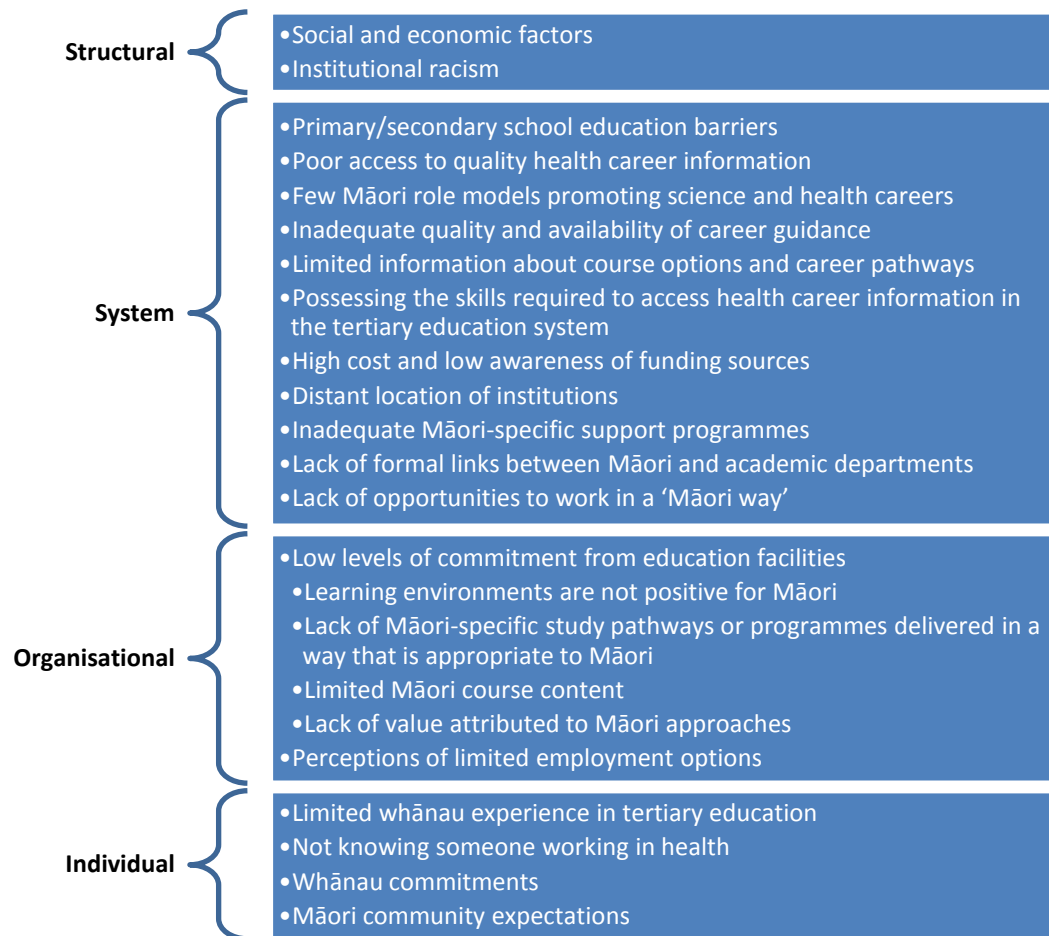 Structural
•Social and economic factors
•Institutional racism
System
•Primary/secondary school education barriers
•Poor access to quality health career information
•Few Māori role models promoting science and health careers
•Inadequate quality and availability of career guidance
•Limited information about course options and career pathways
•Possessing the skills required to access health career information in
the tertiary education system
•High cost and low awareness of funding sources
•Distant location of institutions
•Inadequate Māori-specific support programmes
•Lack of formal links between Māori and academic departments
•Lack of opportunities to work in a ‘Māori way’
Organisational
•Low levels of commitment from education facilities
•Learning environments are not positive for Māori
•Lack of Māori-specific study pathways or programmes delivered in a
way that is appropriate to Māori
•Limited Māori course content
•Lack of value attributed to Māori approaches
•Perceptions of limited employment options
Individual
•Limited whānau experience in tertiary education
•Not knowing someone working in health
•Whānau commitments
•Māori community expectations